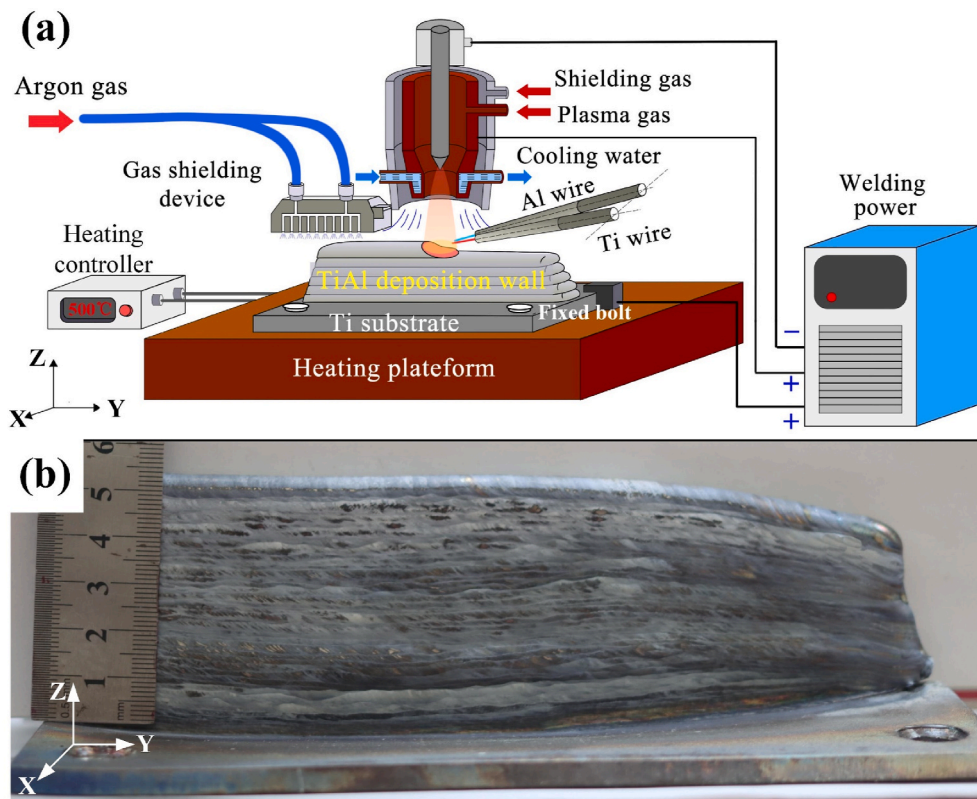 (a)
Argon gas
Shielding gas
Plasma gas
Cooling water
Gas shielding
device
Al wire
Ti wire
Welding
power
Heating
controller
500℃
TiAl deposition wall
Fixed bolt
Ti substrate
Heating plateform
−
+
+
Z
X
Y
(b)
6
5
4
3
2
1
mm
Z
Y
X